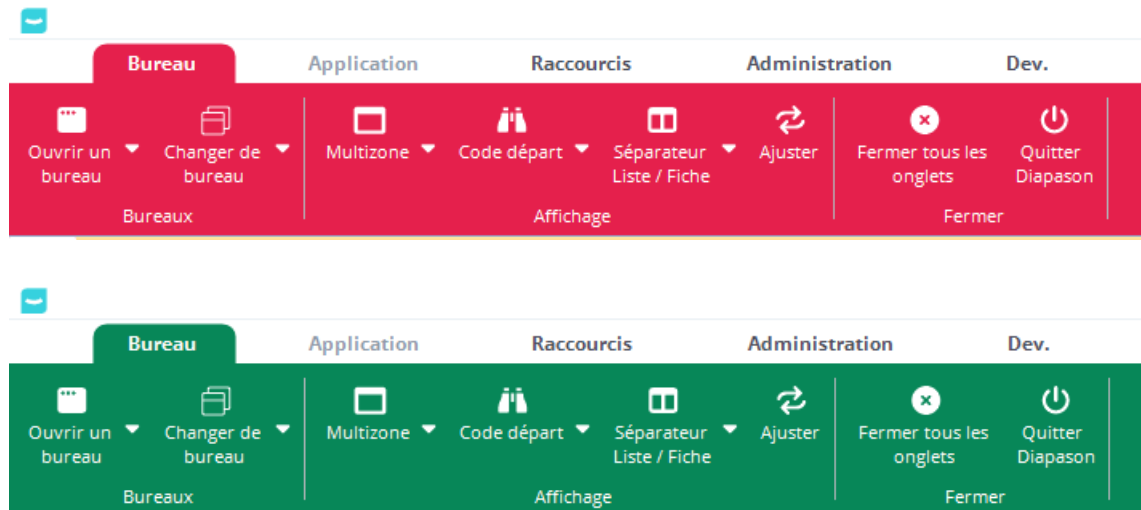 Bureau Application Raccourcis Administration Dev.
Ouvrir un Changer de Multizone Code départ Séparateur Ajuster Fermer tous les Quitter
bureau bureau Liste / Fiche onglets Diapason
Bureaux Affichage Fermer
Bureau Application Raccourcis Administration Dev.
Ouvrir un Changer de Multizone Code départ Séparateur Ajuster Fermer tous les Quitter
bureau bureau Liste / Fiche onglets Diapason
Bureaux Affichage Fermer